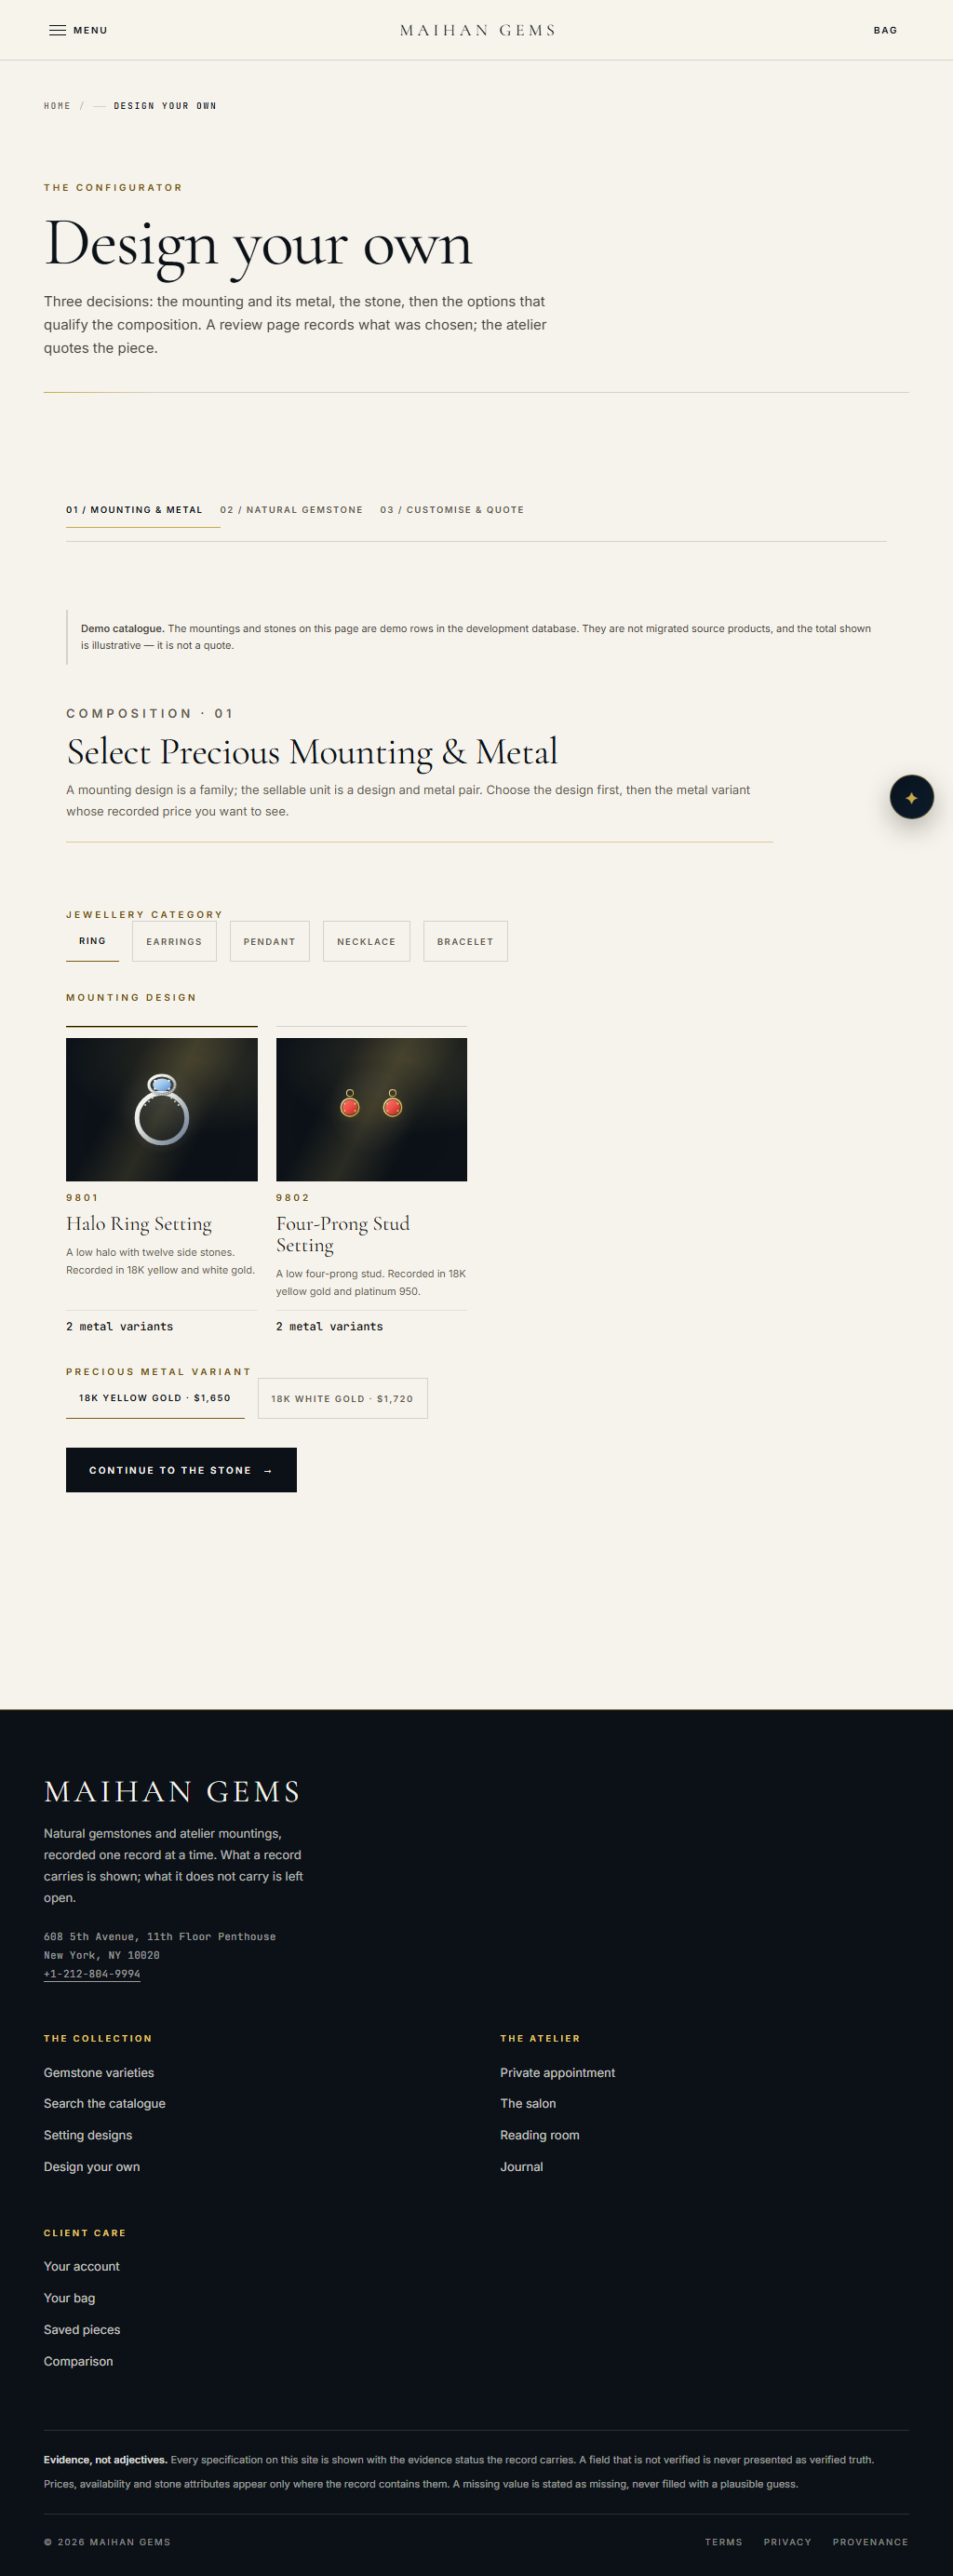 MENU
MAIHAN GEMS
BAG
HOME / — DESIGN YOUR OWN
THE CONFIGURATOR
Design your own
Three decisions: the mounting and its metal, the stone, then the options that
qualify the composition. A review page records what was chosen; the atelier
quotes the piece.
01 / MOUNTING & METAL 02 / NATURAL GEMSTONE 03 / CUSTOMISE & QUOTE
Demo catalogue. The mountings and stones on this page are demo rows in the development database. They are not migrated source products, and the total shown
is illustrative — it is not a quote.
COMPOSITION · 01
Select Precious Mounting & Metal
A mounting design is a family; the sellable unit is a design and metal pair. Choose the design first, then the metal variant
whose recorded price you want to see.
JEWELLERY CATEGORY
RING EARRINGS PENDANT NECKLACE BRACELET
MOUNTING DESIGN
9801
Halo Ring Setting
A low halo with twelve side stones.
Recorded in 18K yellow and white gold.
2 metal variants
9802
Four-Prong Stud
Setting
A low four-prong stud. Recorded in 18K
yellow gold and platinum 950.
2 metal variants
PRECIOUS METAL VARIANT
18K YELLOW GOLD · $1,650 18K WHITE GOLD · $1,720
CONTINUE TO THE STONE →
MAIHAN GEMS
Natural gemstones and atelier mountings,
recorded one record at a time. What a record
carries is shown; what it does not carry is left
open.
608 5th Avenue, 11th Floor Penthouse
New York, NY 10020
+1-212-804-9994
THE COLLECTION
Gemstone varieties
Search the catalogue
Setting designs
Design your own
THE ATELIER
Private appointment
The salon
Reading room
Journal
CLIENT CARE
Your account
Your bag
Saved pieces
Comparison
Evidence, not adjectives. Every specification on this site is shown with the evidence status the record carries. A field that is not verified is never presented as verified truth.
Prices, availability and stone attributes appear only where the record contains them. A missing value is stated as missing, never filled with a plausible guess.
© 2026 MAIHAN GEMS
TERMS PRIVACY PROVENANCE